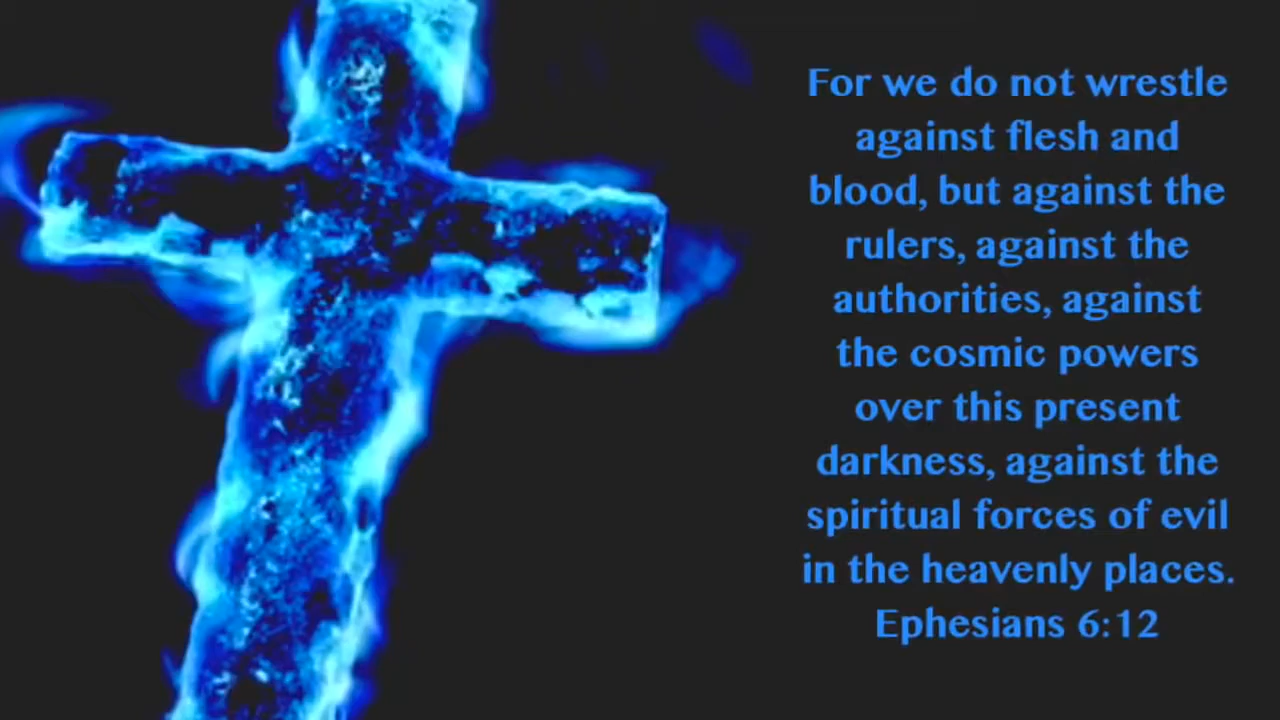 For we do not wrestle
against flesh and
blood, but against the
rulers, against the
authorities, against
the cosmic powers
over this present
darkness, against the
spiritual forces of evil
in the heavenly places.
Ephesians 6:12